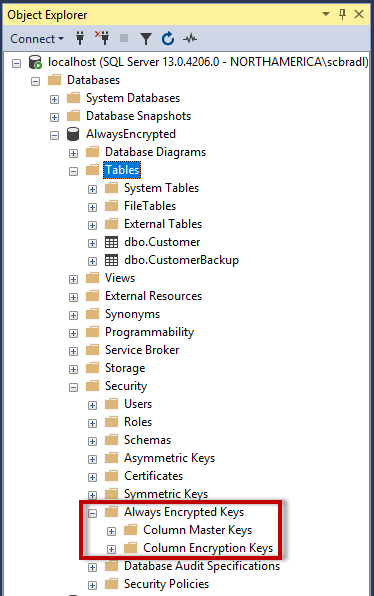 Object Explorer
Connect
localhost (SQL Server 13.0.4206.0 - NORTHAMERICA\scbradl)
Databases
System Databases
Database Snapshots
AlwaysEncrypted
Database Diagrams
Tables
System Tables
FileTables
External Tables
dbo.Customer
dbo.CustomerBackup
Views
External Resources
Synonyms
Programmability
Service Broker
Storage
Security
Users
Roles
Schemas
Asymmetric Keys
Certificates
Symmetric Keys
Always Encrypted Keys
Column Master Keys
Column Encryption Keys
Database Audit Specifications
Security Policies